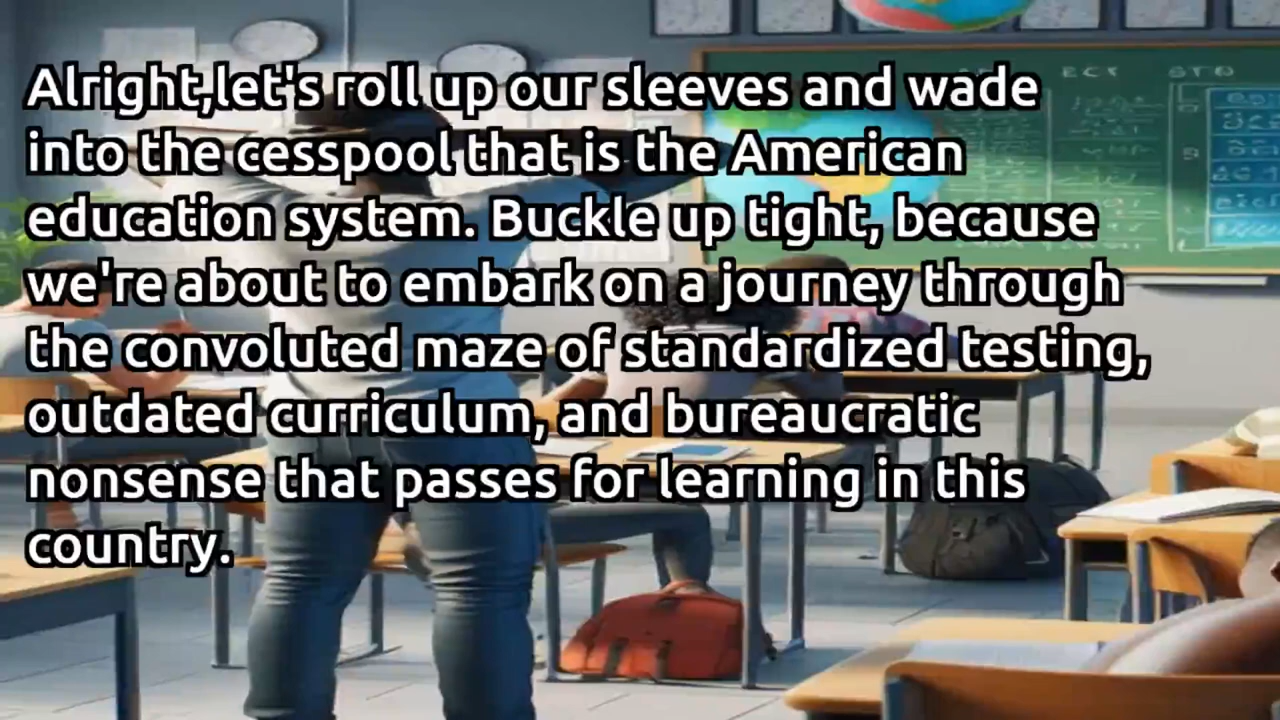 Alright,let's roll up our sleeves and wade
into the cesspool that is the American
education system. Buckle up tight, because
we're about to embark on a journey through
the convoluted maze of standardized testing,
outdated curriculum, and bureaucratic
nonsense that passes for learning in this
country.